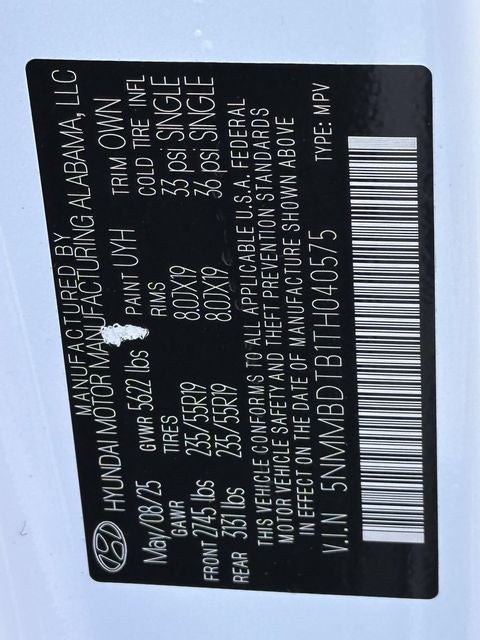 MANUFACTURED BY
HYUNDAI MOTOR MANUFACTURING ALABAMA, LLC
May/08/25 GVWR 5622 lbs PAINT UYH TRIM OWN
GAWR TIRES RIMS COLD TIRE INFL
FRONT 2745 lbs 235/55R19 8.0JX19 33 psi SINGLE
REAR 3131 lbs 235/55R19 8.0JX19 36 psi SINGLE
THIS VEHICLE CONFORMS TO ALL APPLICABLE U.S.A. FEDERAL
MOTOR VEHICLE SAFETY AND THEFT PREVENTION STANDARDS
IN EFFECT ON THE DATE OF MANUFACTURE SHOWN ABOVE
V.I.N 5NMMBDTB1TH040575 TYPE: MPV